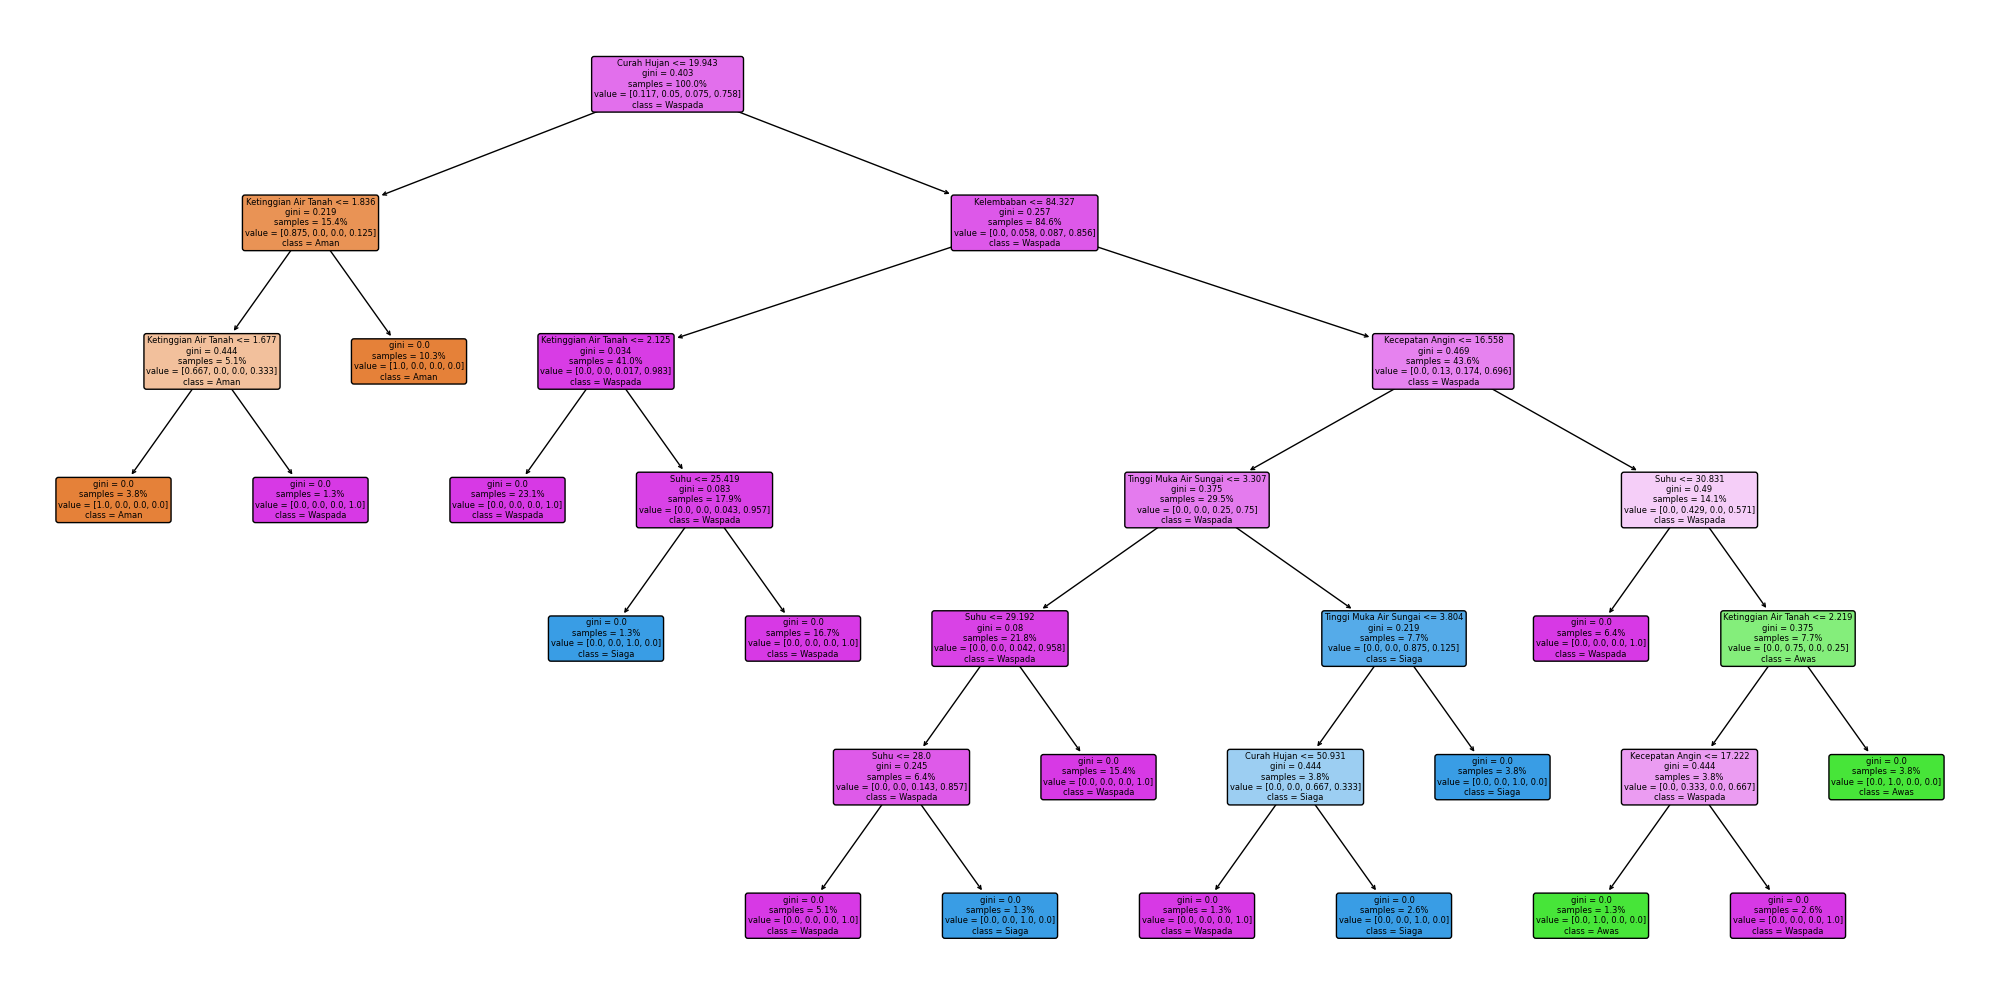 Curah Hujan <= 19.943
gini = 0.403
samples = 100.0%
value = [0.117, 0.05, 0.075, 0.758]
class = Waspada
Ketinggian Air Tanah <= 1.836
gini = 0.219
samples = 15.4%
value = [0.875, 0.0, 0.0, 0.125]
class = Aman
Kelembaban <= 84.327
gini = 0.257
samples = 84.6%
value = [0.0, 0.058, 0.087, 0.856]
class = Waspada
Ketinggian Air Tanah <= 1.677
gini = 0.444
samples = 5.1%
value = [0.667, 0.0, 0.0, 0.333]
class = Aman
gini = 0.0
samples = 10.3%
value = [1.0, 0.0, 0.0, 0.0]
class = Aman
Ketinggian Air Tanah <= 2.125
gini = 0.034
samples = 41.0%
value = [0.0, 0.0, 0.017, 0.983]
class = Waspada
Kecepatan Angin <= 16.558
gini = 0.469
samples = 43.6%
value = [0.0, 0.13, 0.174, 0.696]
class = Waspada
gini = 0.0
samples = 3.8%
value = [1.0, 0.0, 0.0, 0.0]
class = Aman
gini = 0.0
samples = 1.3%
value = [0.0, 0.0, 0.0, 1.0]
class = Waspada
gini = 0.0
samples = 23.1%
value = [0.0, 0.0, 0.0, 1.0]
class = Waspada
Suhu <= 25.419
gini = 0.083
samples = 17.9%
value = [0.0, 0.0, 0.043, 0.957]
class = Waspada
Tinggi Muka Air Sungai <= 3.307
gini = 0.375
samples = 29.5%
value = [0.0, 0.0, 0.25, 0.75]
class = Waspada
Suhu <= 30.831
gini = 0.49
samples = 14.1%
value = [0.0, 0.429, 0.0, 0.571]
class = Waspada
gini = 0.0
samples = 1.3%
value = [0.0, 0.0, 1.0, 0.0]
class = Siaga
gini = 0.0
samples = 16.7%
value = [0.0, 0.0, 0.0, 1.0]
class = Waspada
Suhu <= 29.192
gini = 0.08
samples = 21.8%
value = [0.0, 0.0, 0.042, 0.958]
class = Waspada
Tinggi Muka Air Sungai <= 3.804
gini = 0.219
samples = 7.7%
value = [0.0, 0.0, 0.875, 0.125]
class = Siaga
gini = 0.0
samples = 6.4%
value = [0.0, 0.0, 0.0, 1.0]
class = Waspada
Ketinggian Air Tanah <= 2.219
gini = 0.375
samples = 7.7%
value = [0.0, 0.75, 0.0, 0.25]
class = Awas
Suhu <= 28.0
gini = 0.245
samples = 6.4%
value = [0.0, 0.0, 0.143, 0.857]
class = Waspada
gini = 0.0
samples = 15.4%
value = [0.0, 0.0, 0.0, 1.0]
class = Waspada
Curah Hujan <= 50.931
gini = 0.444
samples = 3.8%
value = [0.0, 0.0, 0.667, 0.333]
class = Siaga
gini = 0.0
samples = 3.8%
value = [0.0, 0.0, 1.0, 0.0]
class = Siaga
Kecepatan Angin <= 17.222
gini = 0.444
samples = 3.8%
value = [0.0, 0.333, 0.0, 0.667]
class = Waspada
gini = 0.0
samples = 3.8%
value = [0.0, 1.0, 0.0, 0.0]
class = Awas
gini = 0.0
samples = 5.1%
value = [0.0, 0.0, 0.0, 1.0]
class = Waspada
gini = 0.0
samples = 1.3%
value = [0.0, 0.0, 1.0, 0.0]
class = Siaga
gini = 0.0
samples = 1.3%
value = [0.0, 0.0, 0.0, 1.0]
class = Waspada
gini = 0.0
samples = 2.6%
value = [0.0, 0.0, 1.0, 0.0]
class = Siaga
gini = 0.0
samples = 1.3%
value = [0.0, 1.0, 0.0, 0.0]
class = Awas
gini = 0.0
samples = 2.6%
value = [0.0, 0.0, 0.0, 1.0]
class = Waspada